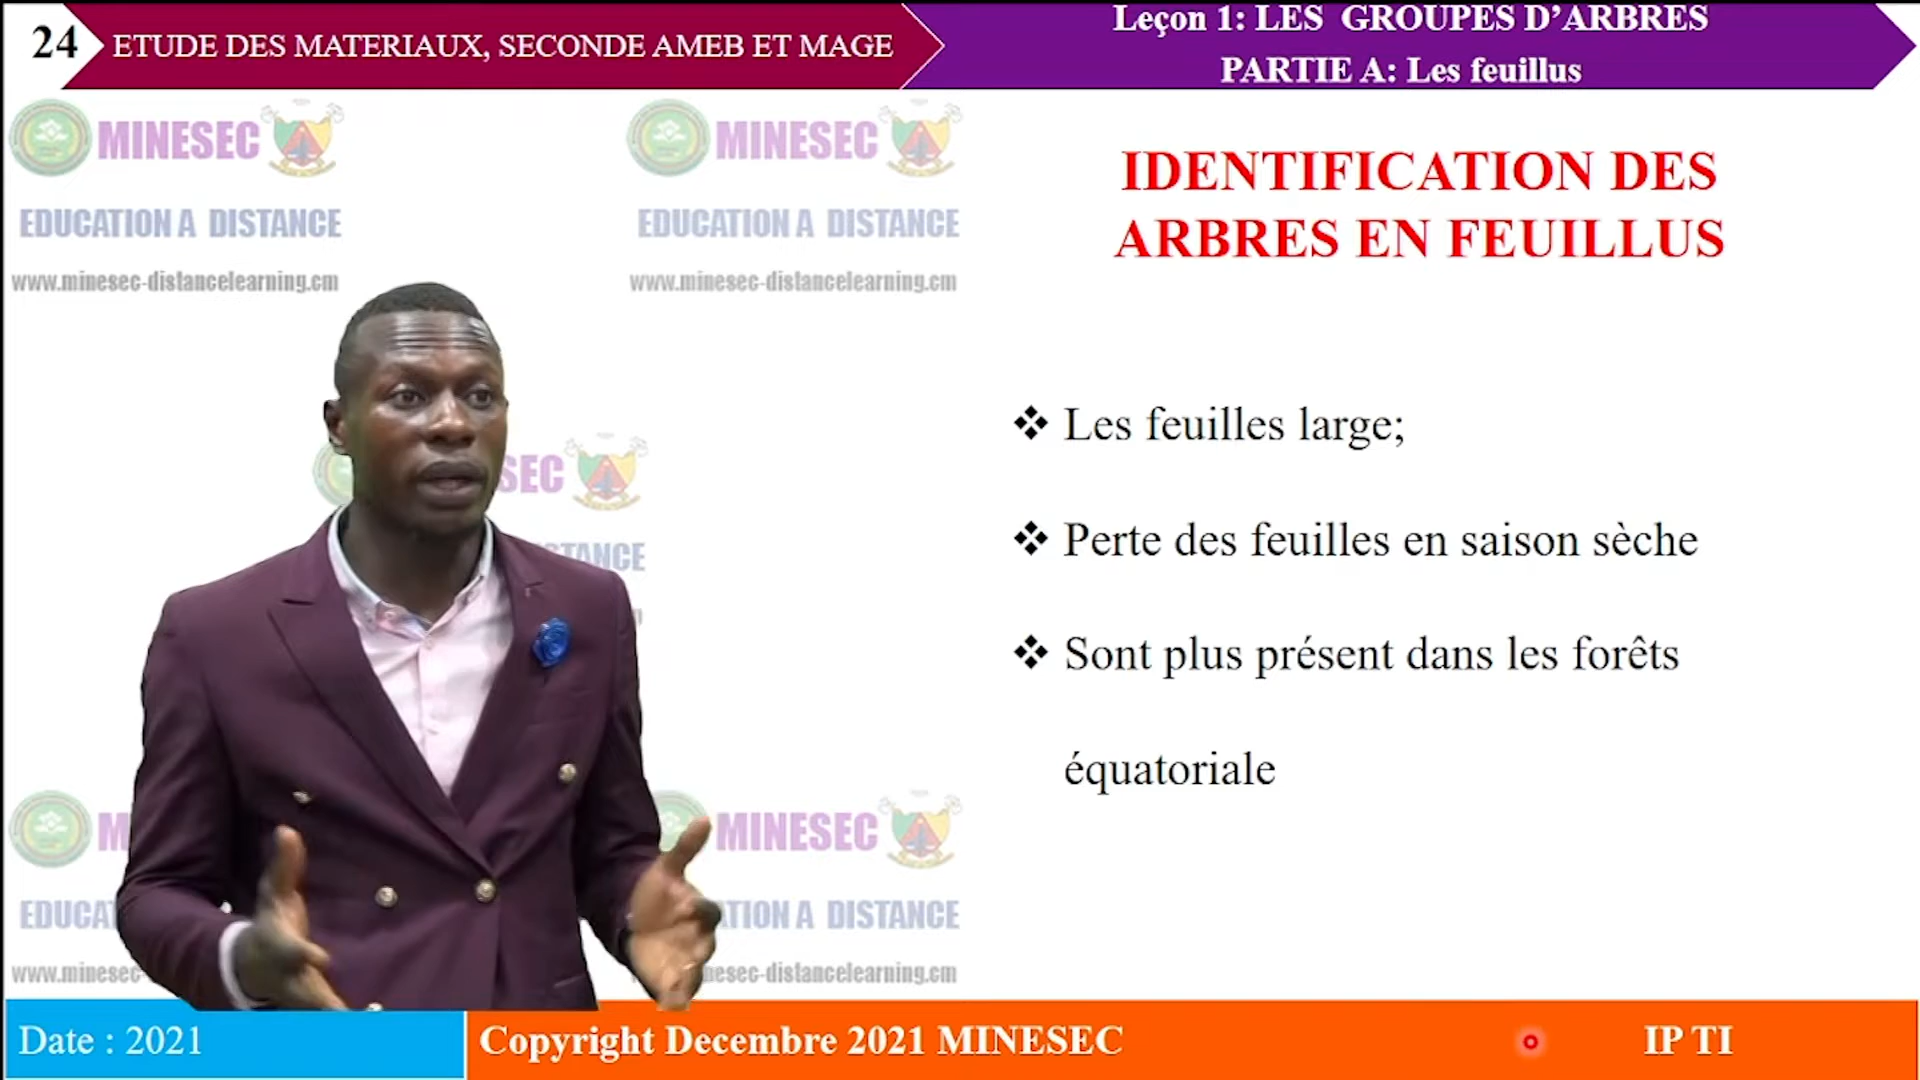 24
ETUDE DES MATERIAUX, SECONDE AMEB ET MAGE
Leçon 1: LES GROUPES D’ARBRES
PARTIE A: Les feuillus
MINESEC
EDUCATION A DISTANCE
www.minesec-distancelearning.cm
MINESEC
EDUCATION A DISTANCE
www.minesec-distancelearning.cm
IDENTIFICATION DES
ARBRES EN FEUILLUS
❖ Les feuilles large;
❖ Perte des feuilles en saison sèche
❖ Sont plus présent dans les forêts
équatoriale
MINESEC
A DISTANCE
distancelearning.cm
Date : 2021
Copyright Decembre 2021 MINESEC
IP TI